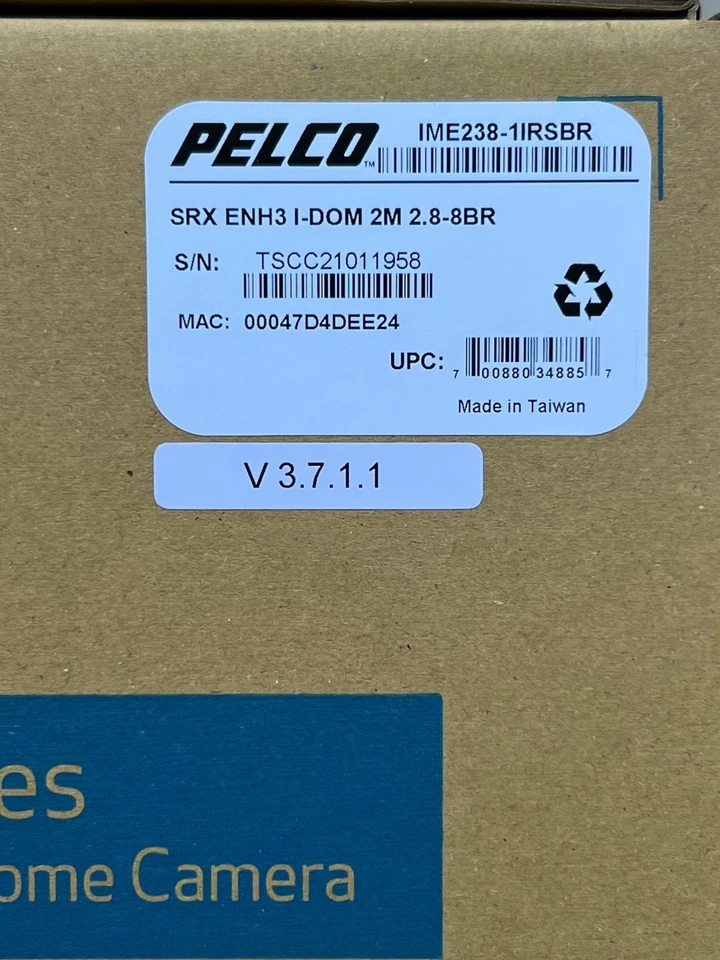 PELCO™
IME238-1IRSBR
SRX ENH3 I-DOM 2M 2.8-8BR
S/N: TSCC21011958
MAC: 00047D4DEE24
UPC: 7 00880 34885 7
Made in Taiwan
V 3.7.1.1
es
ome Camera